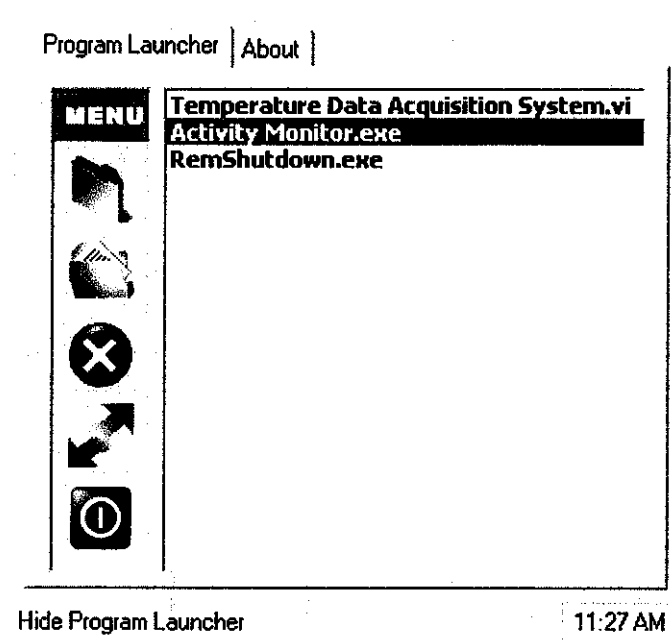 Program Launcher About
MENU
Temperature Data Acquisition System.vi
Activity Monitor.exe
RemShutdown.exe
Hide Program Launcher 11:27 AM